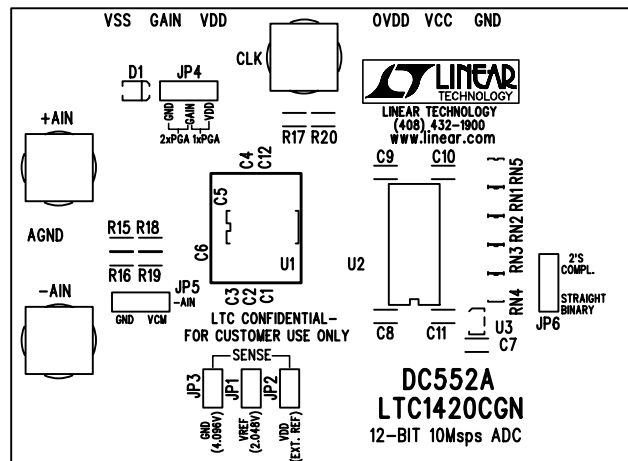 VSS GAIN VDD
OVDD VCC GND
CLK
D1
JP4
GND
GAIN
VDD
2xPGA 1xPGA
R17 R20
LINEAR
TECHNOLOGY
LINEAR TECHNOLOGY
(408) 432-1900
www.linear.com
+AIN
C4
C12
C9
C10
RN5
C5
RN1
AGND
R15 R18
RN2
C6
U1
U2
RN3
R16 R19
JP5
-AIN
GND VCM
C3
C2
C1
RN4
2'S
COMPL.
STRAIGHT
BINARY
JP6
-AIN
LTC CONFIDENTIAL-
FOR CUSTOMER USE ONLY
C8
C11
U3
C7
SENSE
JP3
JP1
JP2
GND
(4.096V)
VREF
(2.048V)
VDD
(EXT. REF)
DC552A
LTC1420CGN
12-BIT 10Msps ADC